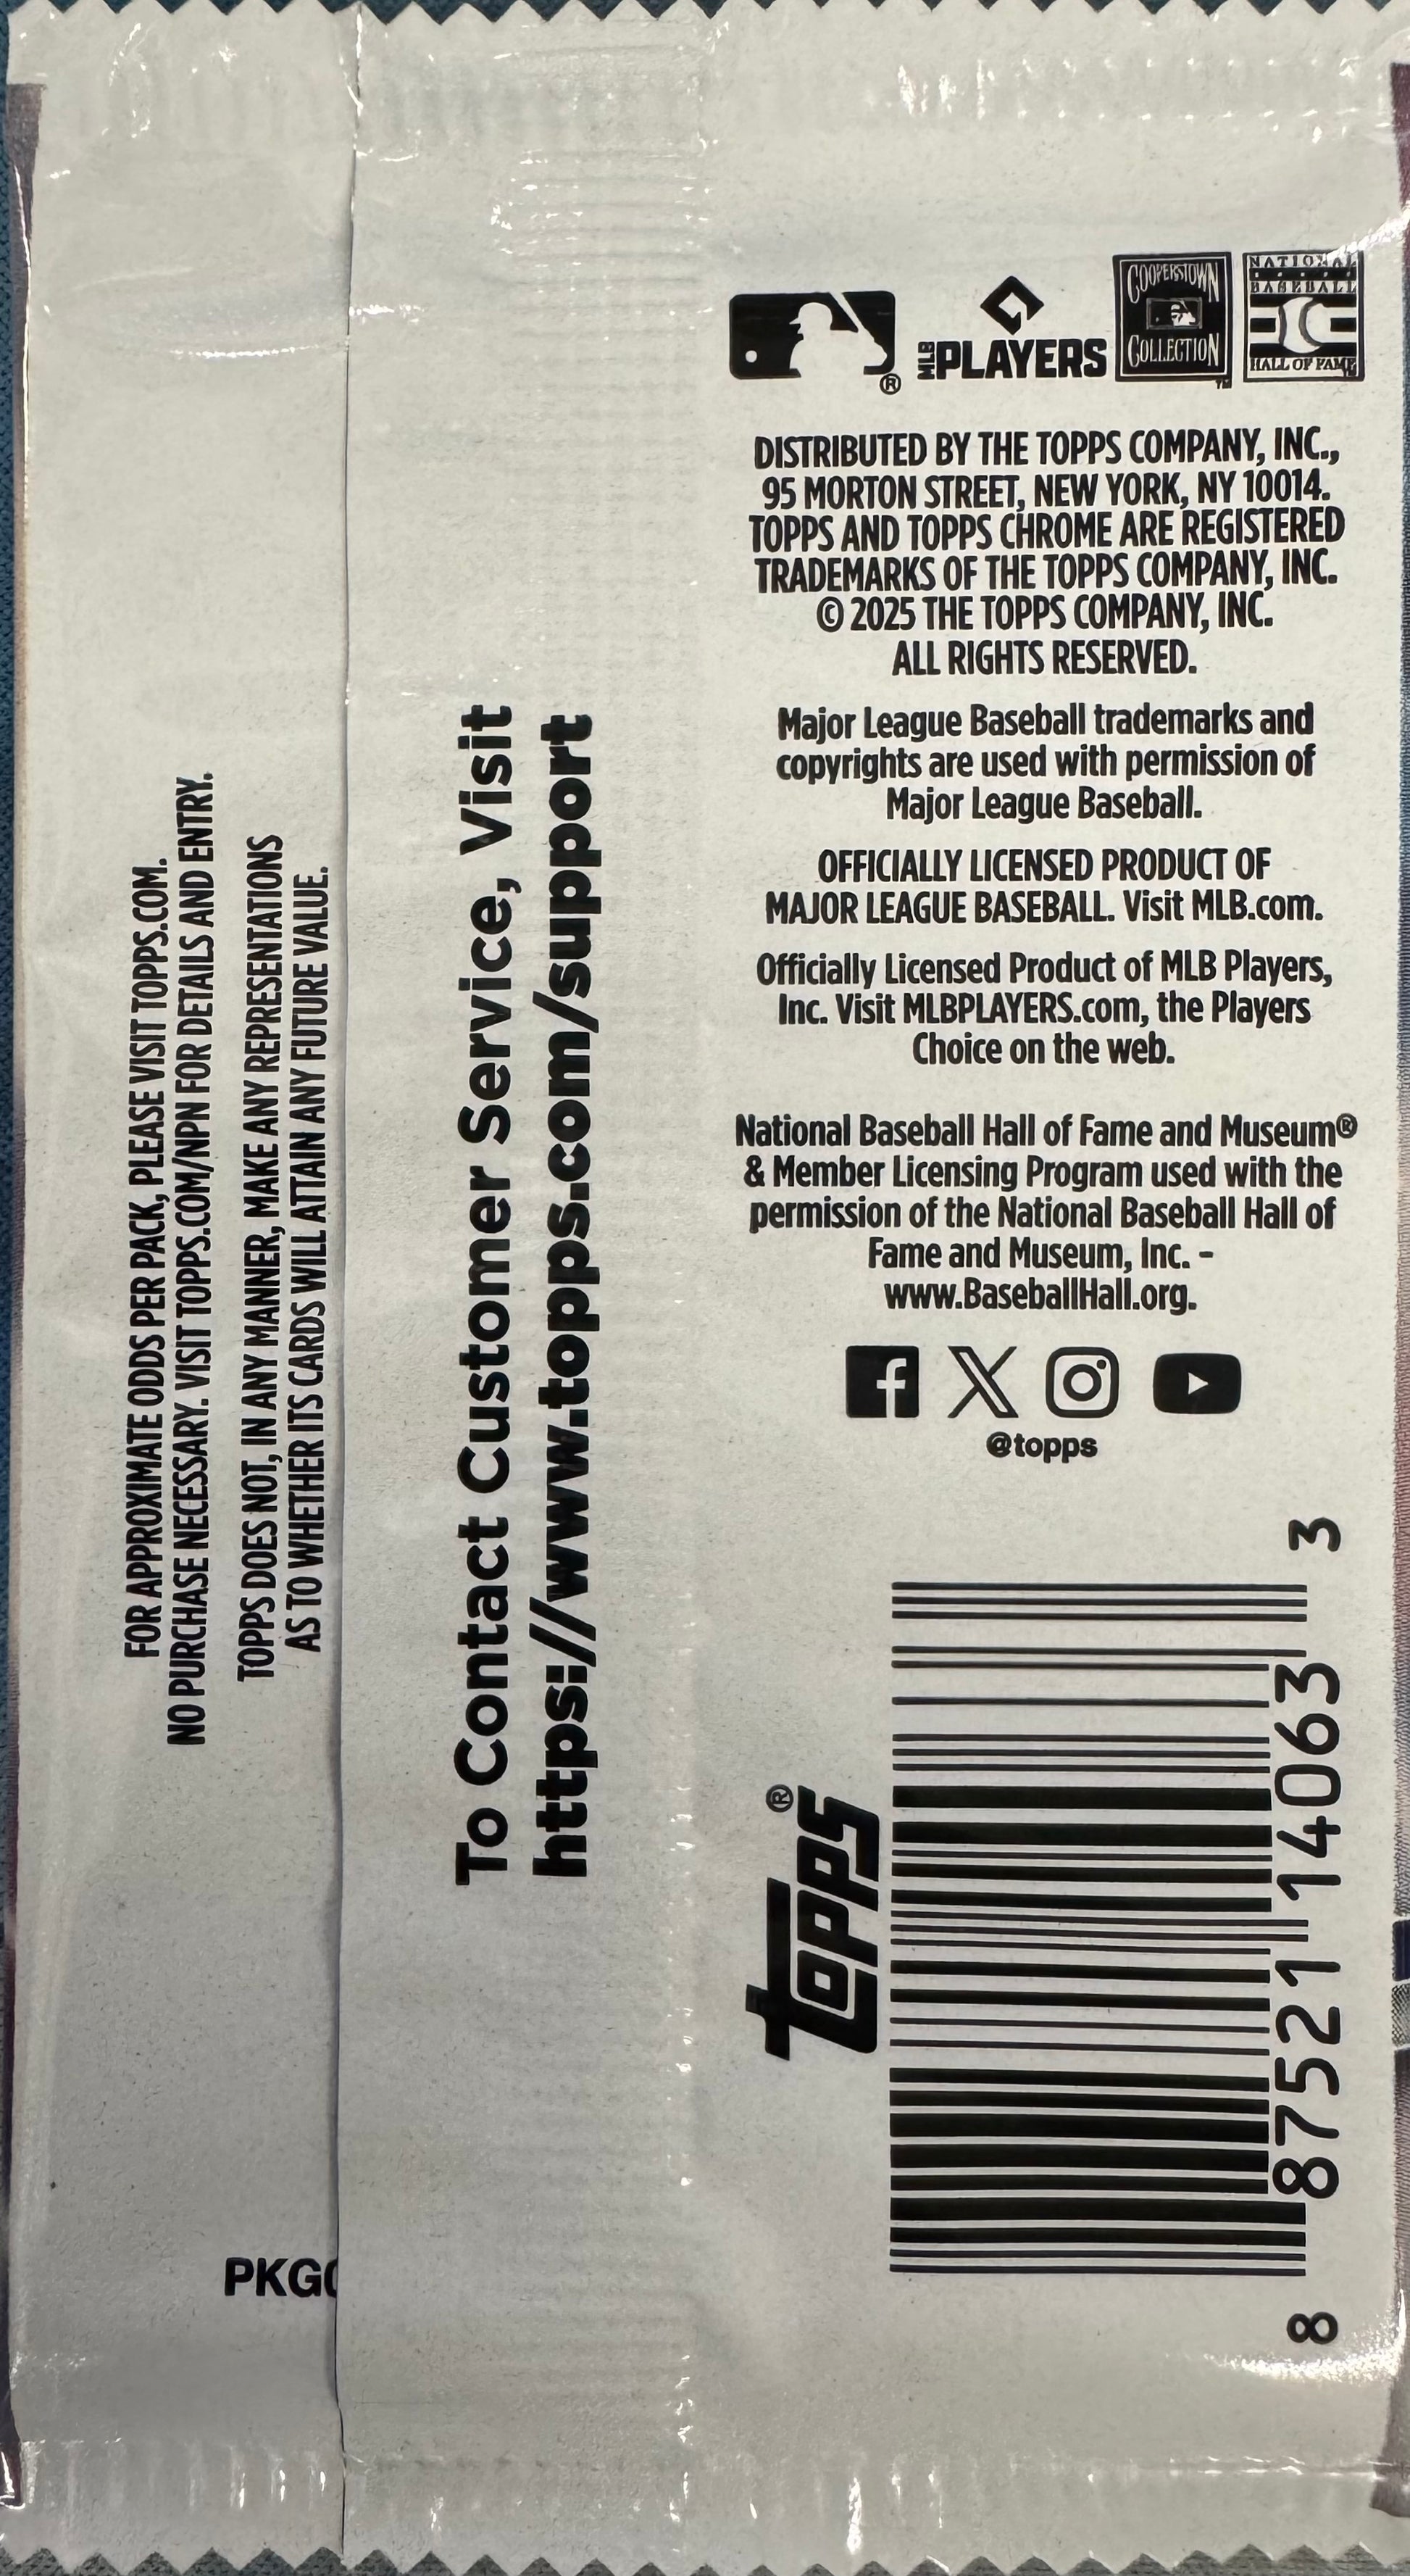 FOR APPROXIMATE ODDS PER PACK, PLEASE VISIT TOPPS.COM.
NO PURCHASE NECESSARY. VISIT TOPPS.COM/NPN FOR DETAILS AND ENTRY.
TOPPS DOES NOT, IN ANY MANNER, MAKE ANY REPRESENTATIONS
AS TO WHETHER ITS CARDS WILL ATTAIN ANY FUTURE VALUE.
PKG
To Contact Customer Service, Visit
https://www.topps.com/support
®
MLB PLAYERS
COOPERSTOWN
COLLECTION
TM
NATIONAL
BASEBALL
HALL OF FAME
DISTRIBUTED BY THE TOPPS COMPANY, INC.,
95 MORTON STREET, NEW YORK, NY 10014.
TOPPS AND TOPPS CHROME ARE REGISTERED
TRADEMARKS OF THE TOPPS COMPANY, INC.
© 2025 THE TOPPS COMPANY, INC.
ALL RIGHTS RESERVED.
Major League Baseball trademarks and
copyrights are used with permission of
Major League Baseball.
OFFICIALLY LICENSED PRODUCT OF
MAJOR LEAGUE BASEBALL. Visit MLB.com.
Officially Licensed Product of MLB Players,
Inc. Visit MLBPLAYERS.com, the Players
Choice on the web.
National Baseball Hall of Fame and Museum®
& Member Licensing Program used with the
permission of the National Baseball Hall of
Fame and Museum, Inc. -
www.BaseballHall.org.
@topps
topps®
8 87521 14063 3